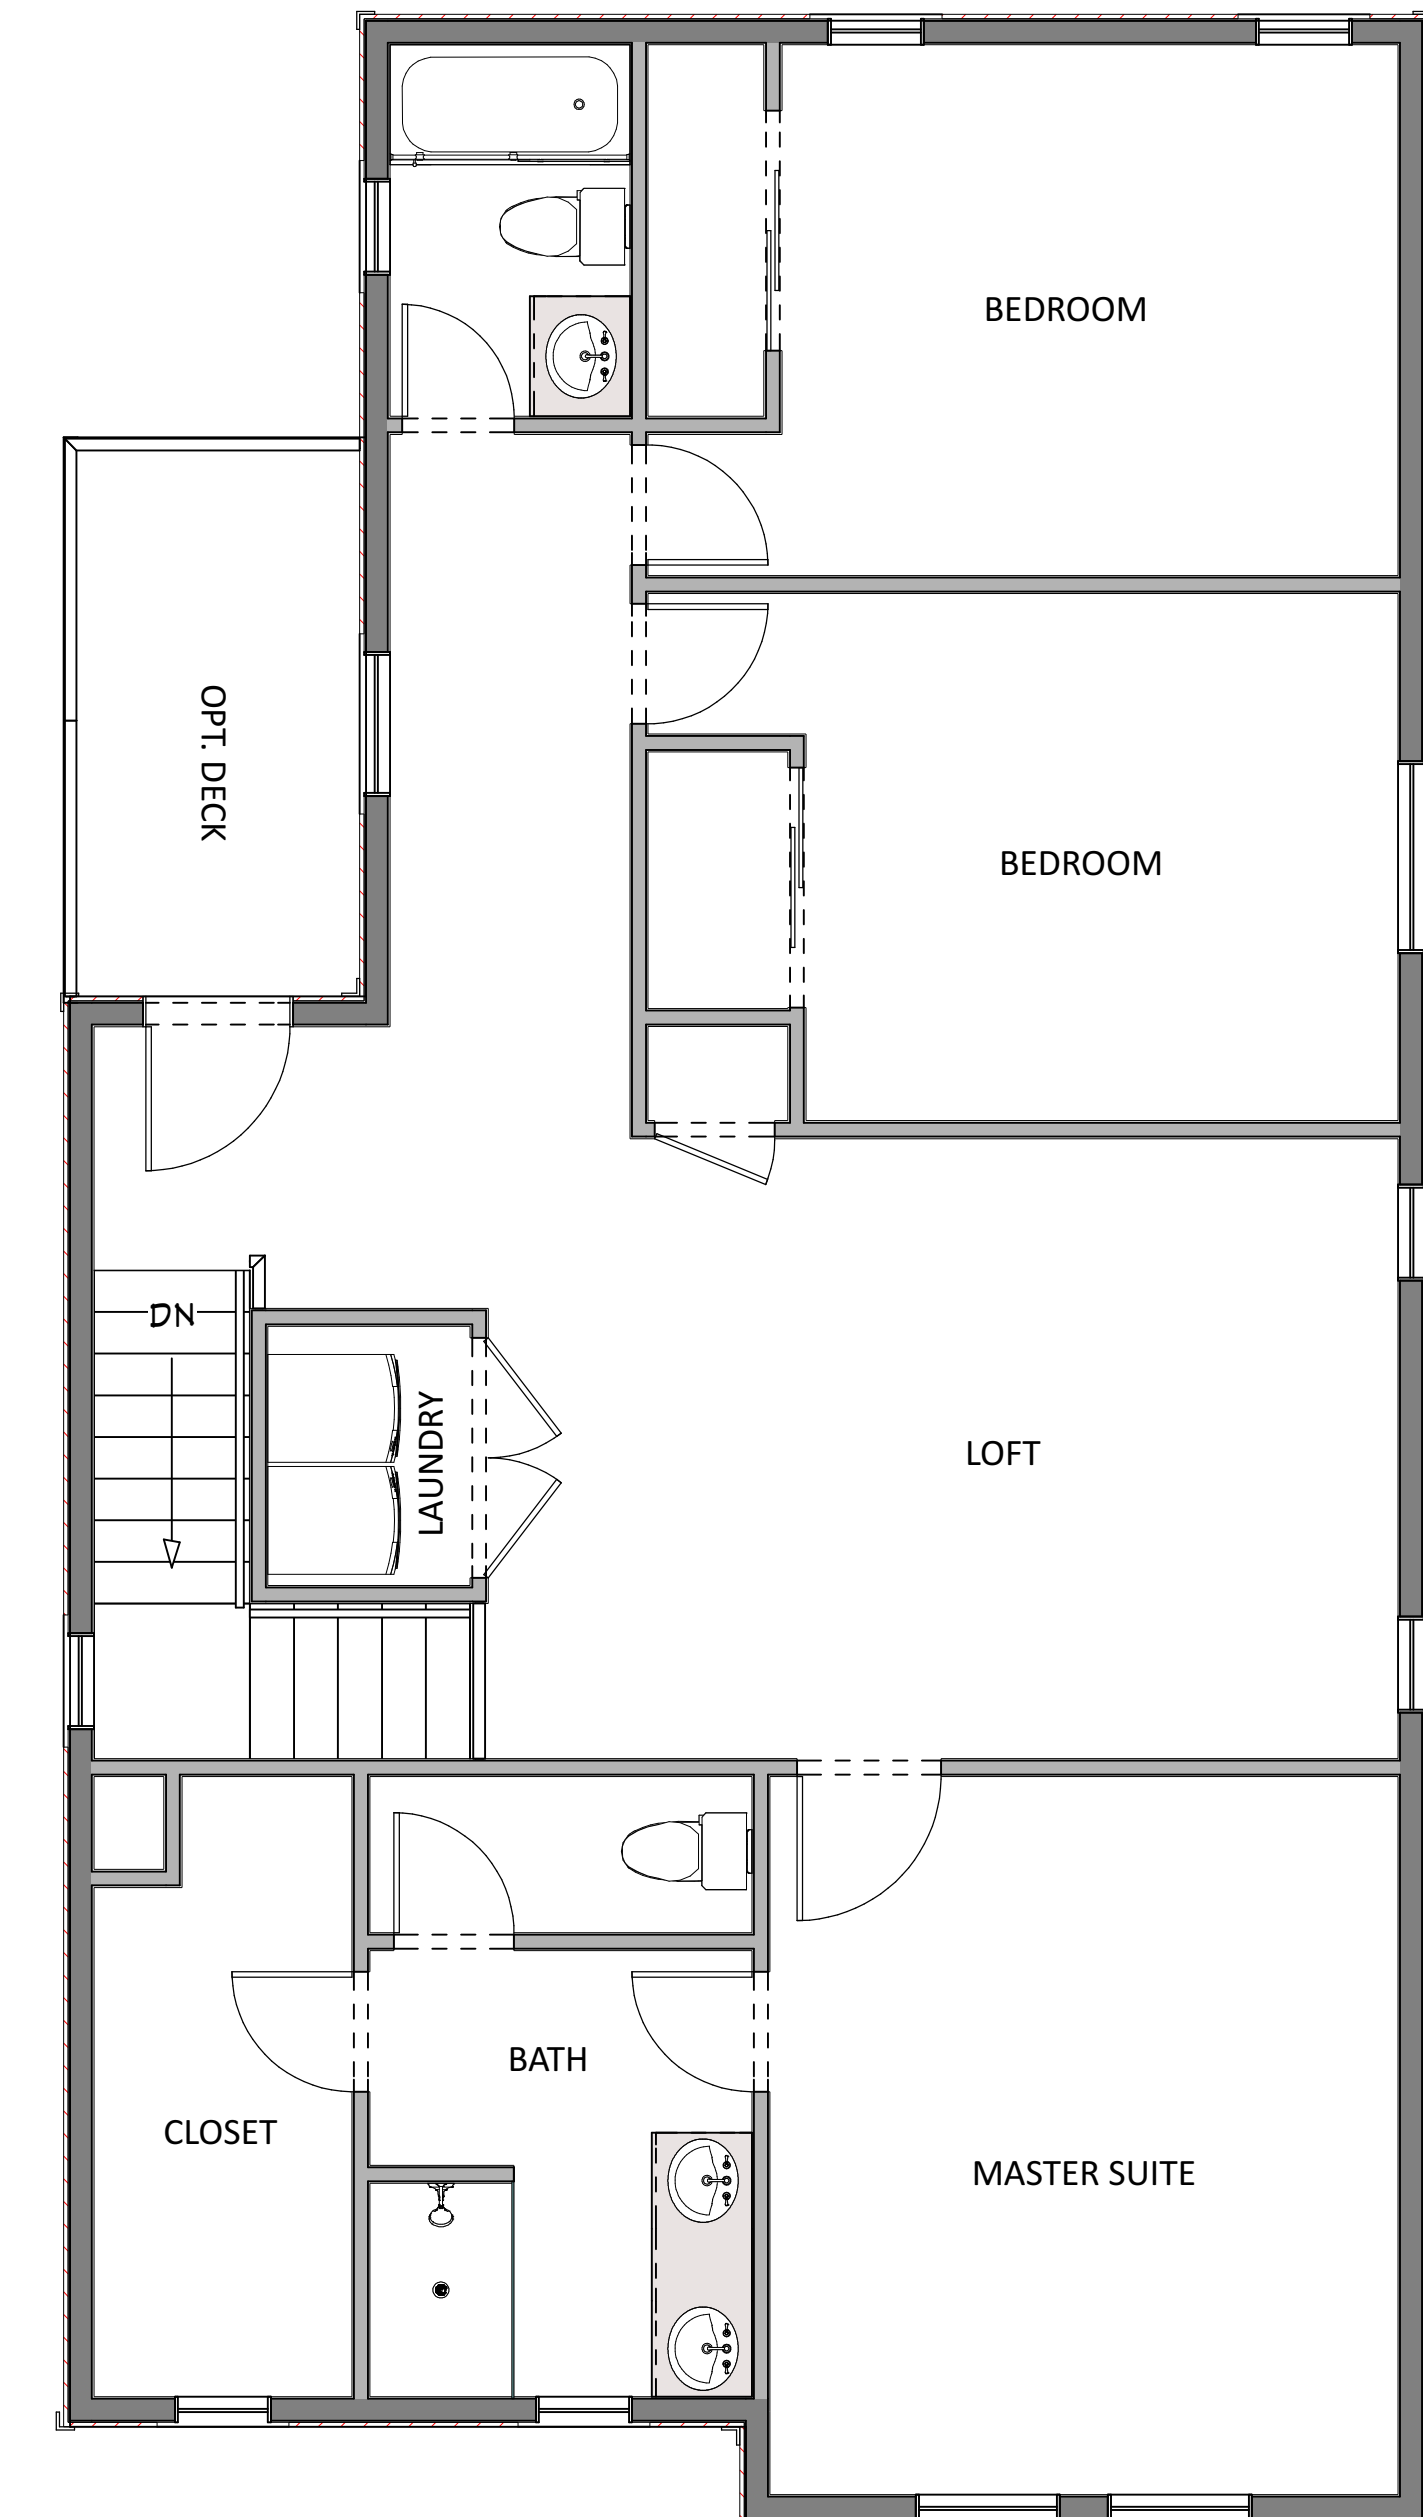 BEDROOM
OPT. DECK
BEDROOM
DN
LAUNDRY
LOFT
BATH
CLOSET
MASTER SUITE